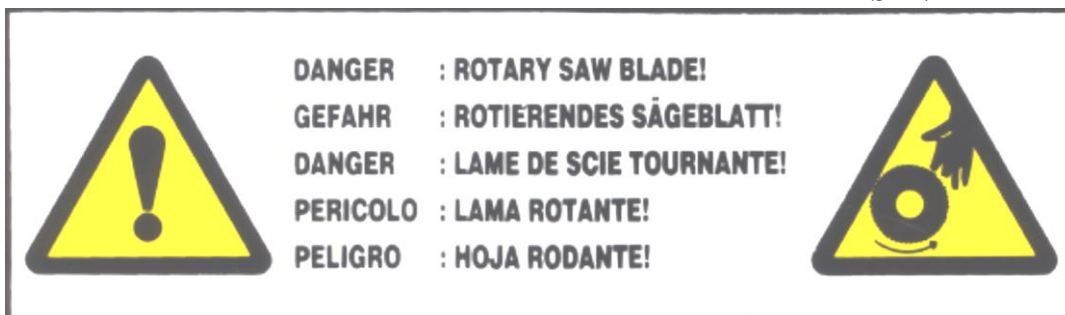 DANGER : ROTARY SAW BLADE!
GEFAHR : ROTIERENDES SÄGEBLATT!
DANGER : LAME DE SCIE TOURNANTE!
PERICOLO : LAMA ROTANTE!
PELIGRO : HOJA RODANTE!